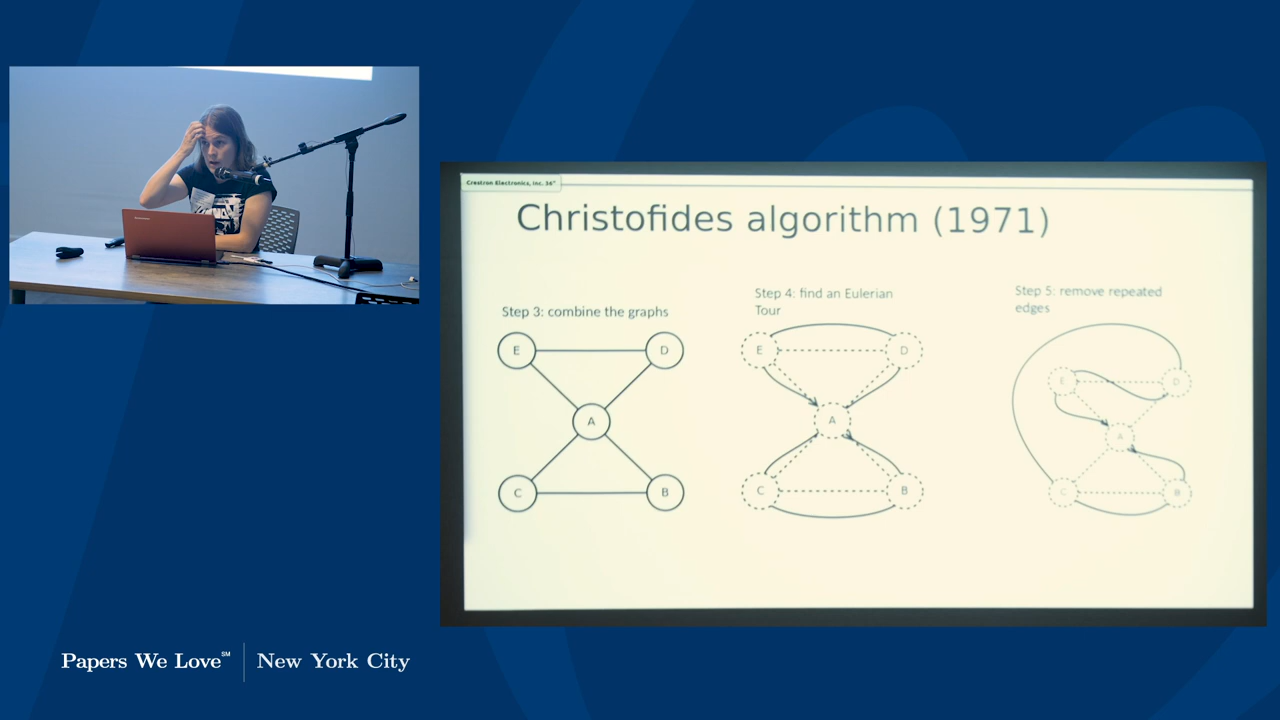 Crestron Electronics, inc. 36"
Christofides algorithm (1971)
Step 3: combine the graphs
E
D
A
C
B
Step 4: find an Eulerian
Tour
E
D
A
C
B
Step 5: remove repeated
edges
E
D
A
C
B
Papers We Love℠ | New York City